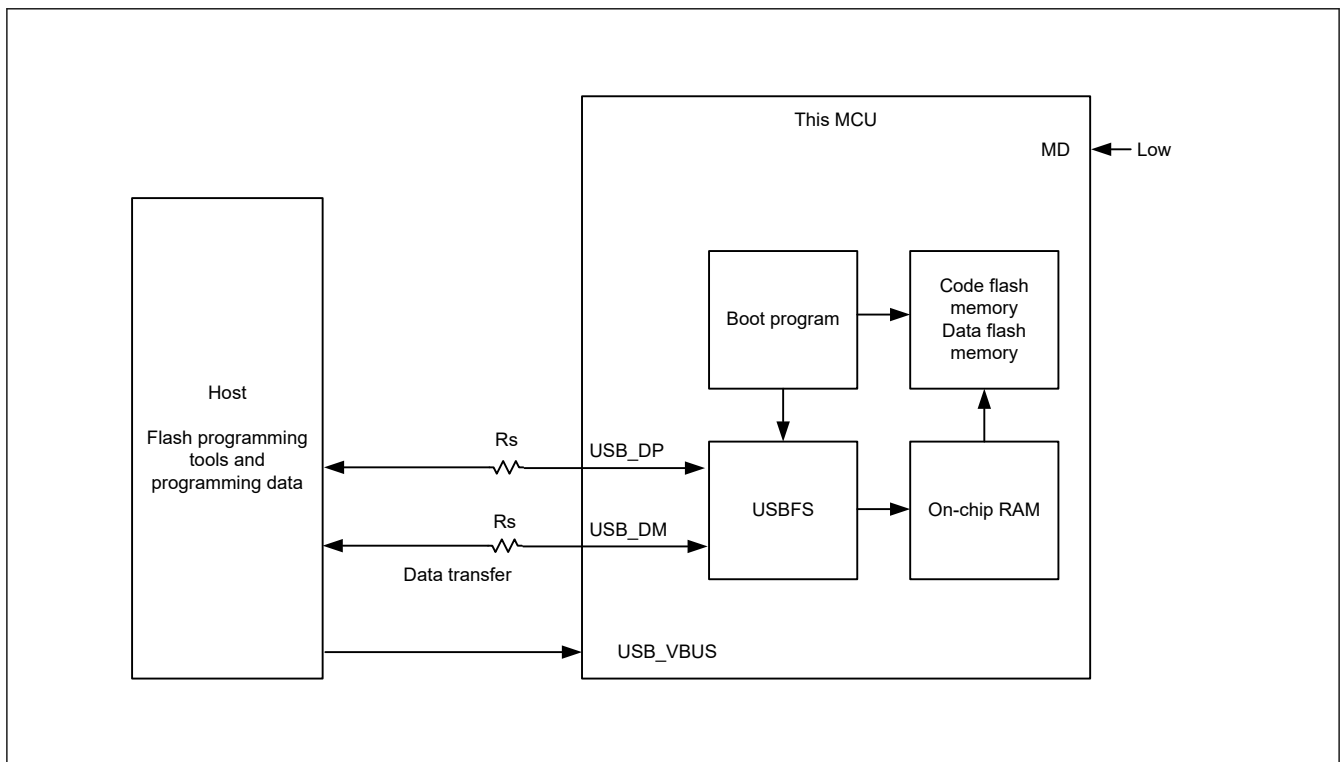 This MCU
MD
Low
Boot program
Code flash
memory
Data flash
memory
Host
Flash programming
tools and
programming data
Rs
USB_DP
USBFS
On-chip RAM
Rs
USB_DM
Data transfer
USB_VBUS